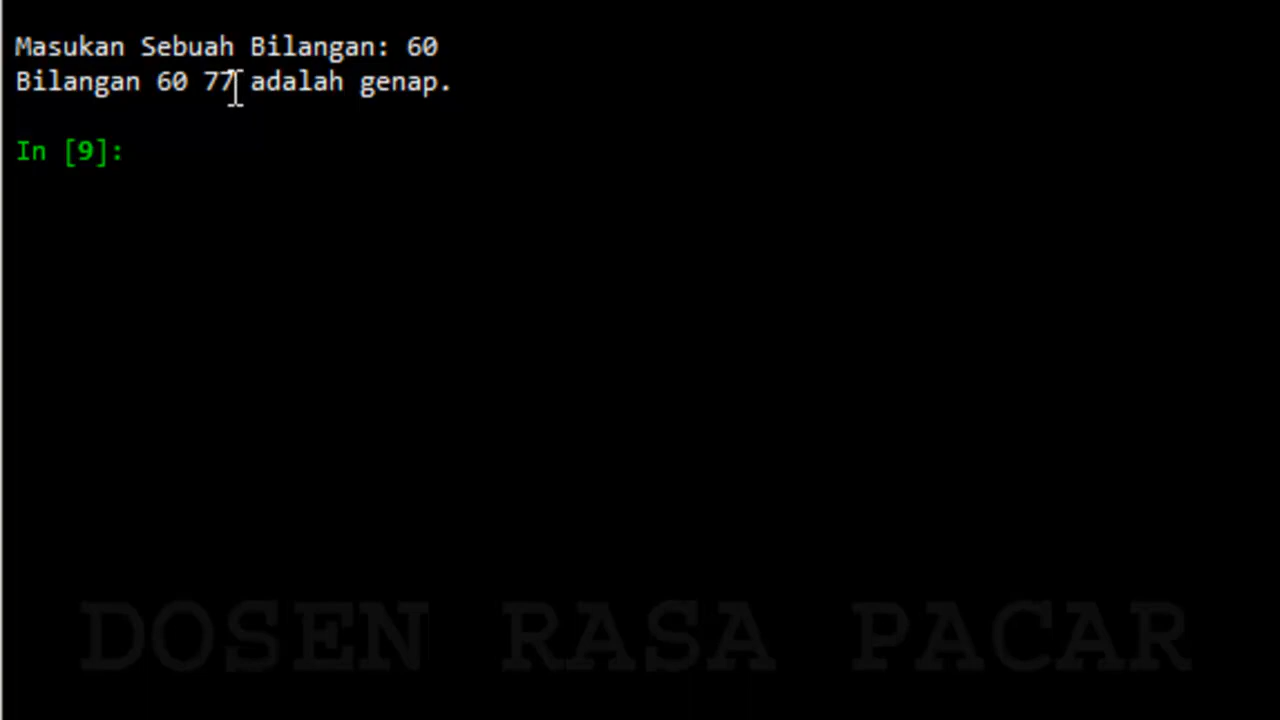 Masukan Sebuah Bilangan: 60
Bilangan 60 77 adalah genap.
In [9]:
DOSEN RASA PACAR